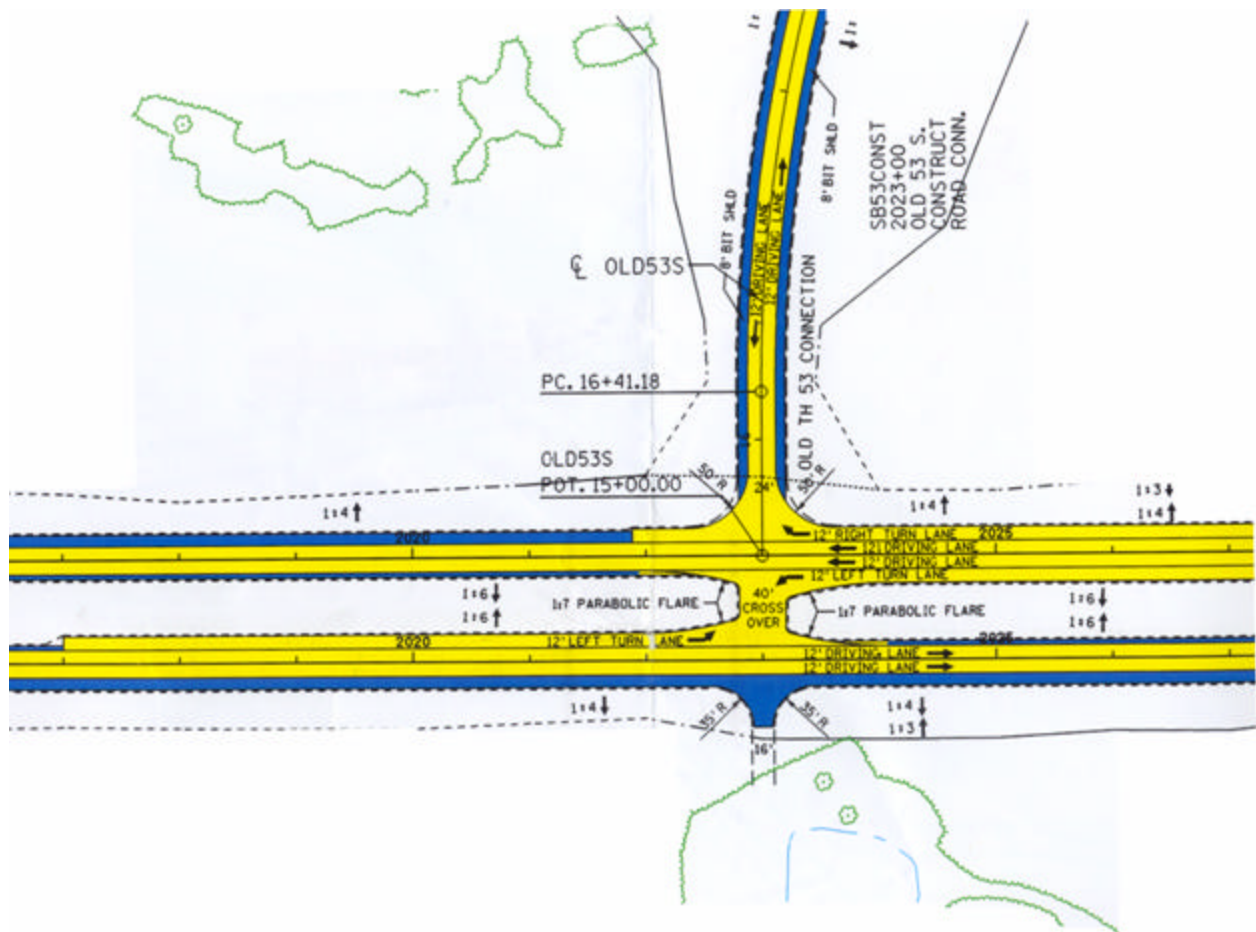 1:
1:
8' BIT SHLD
SB53CONST
2023+00
OLD 53 S.
CONSTRUCT
ROAD CONN.
8' BIT SHLD
12' DRIVING LANE
12' DRIVING LANE
℄ OLD53S
OLD TH 53 CONNECTION
PC. 16+41.18
OLD53S
POT. 15+00.00
50' R
24'
50' R
1:4
1:4
1:3
1:4
2020
12' RIGHT TURN LANE
2025
12' DRIVING LANE
12' DRIVING LANE
12' LEFT TURN LANE
1:6
1:6
1:7 PARABOLIC FLARE
40'
CROSS
OVER
1:7 PARABOLIC FLARE
1:6
1:6
2020
12' LEFT TURN LANE
2025
12' DRIVING LANE
12' DRIVING LANE
1:4
35' R
35' R
1:4
1:3
16'